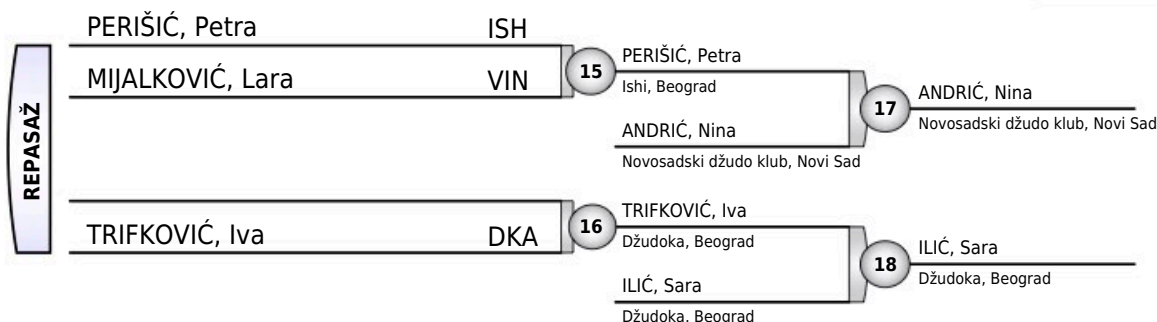 REPASAŽ
PERIŠIĆ, Petra ISH
MIJALKOVIĆ, Lara VIN
15
PERIŠIĆ, Petra
Ishi, Beograd
ANDRIĆ, Nina
Novosadski džudo klub, Novi Sad
17
ANDRIĆ, Nina
Novosadski džudo klub, Novi Sad
TRIFKOVIĆ, Iva DKA
16
TRIFKOVIĆ, Iva
Džudoka, Beograd
ILIĆ, Sara
Džudoka, Beograd
18
ILIĆ, Sara
Džudoka, Beograd